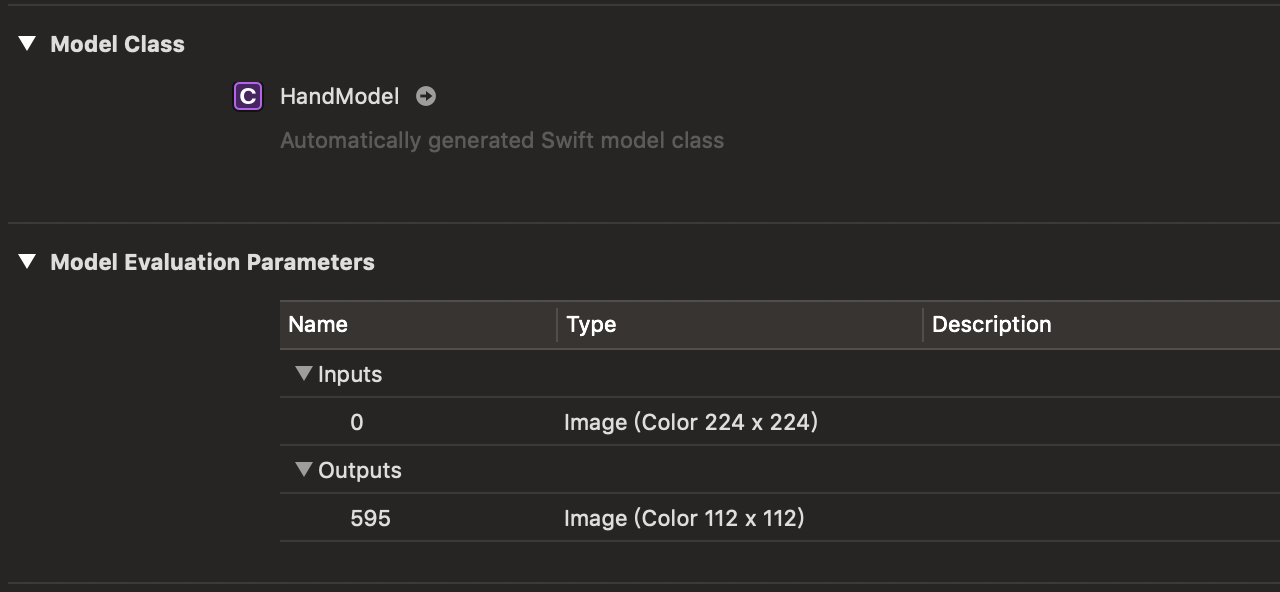 Model Class
C HandModel
Automatically generated Swift model class
Model Evaluation Parameters
Name Type Description
Inputs
0 Image (Color 224 x 224)
Outputs
595 Image (Color 112 x 112)